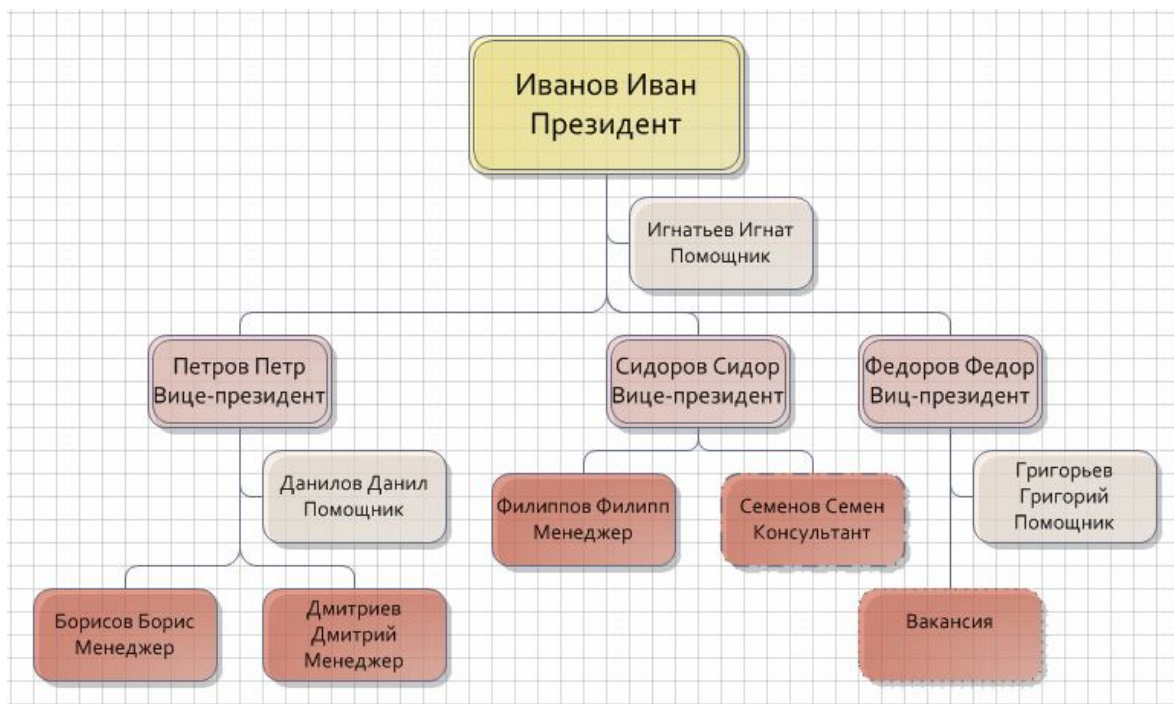 Иванов Иван
Президент
Игнатьев Игнат
Помощник
Петров Петр
Вице-президент
Сидоров Сидор
Вице-президент
Федоров Федор
Виц-президент
Данилов Данил
Помощник
Филиппов Филипп
Менеджер
Семенов Семен
Консультант
Григорьев
Григорий
Помощник
Борисов Борис
Менеджер
Дмитриев
Дмитрий
Менеджер
Вакансия